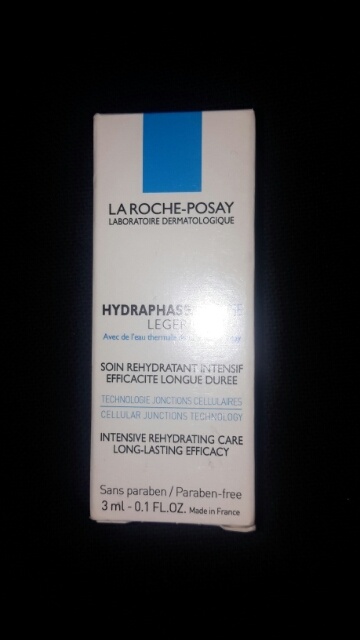 LA ROCHE-POSAY
LABORATOIRE DERMATOLOGIQUE
HYDRAPHASE
LEGERE
Avec de l'eau thermale
SOIN REHYDRATANT INTENSIF
EFFICACITE LONGUE DUREE
TECHNOLOGIE JONCTIONS CELLULAIRES
CELLULAR JUNCTIONS TECHNOLOGY
INTENSIVE REHYDRATING CARE
LONG-LASTING EFFICACY
Sans paraben / Paraben-free
3 ml - 0.1 FL.OZ. Made in France